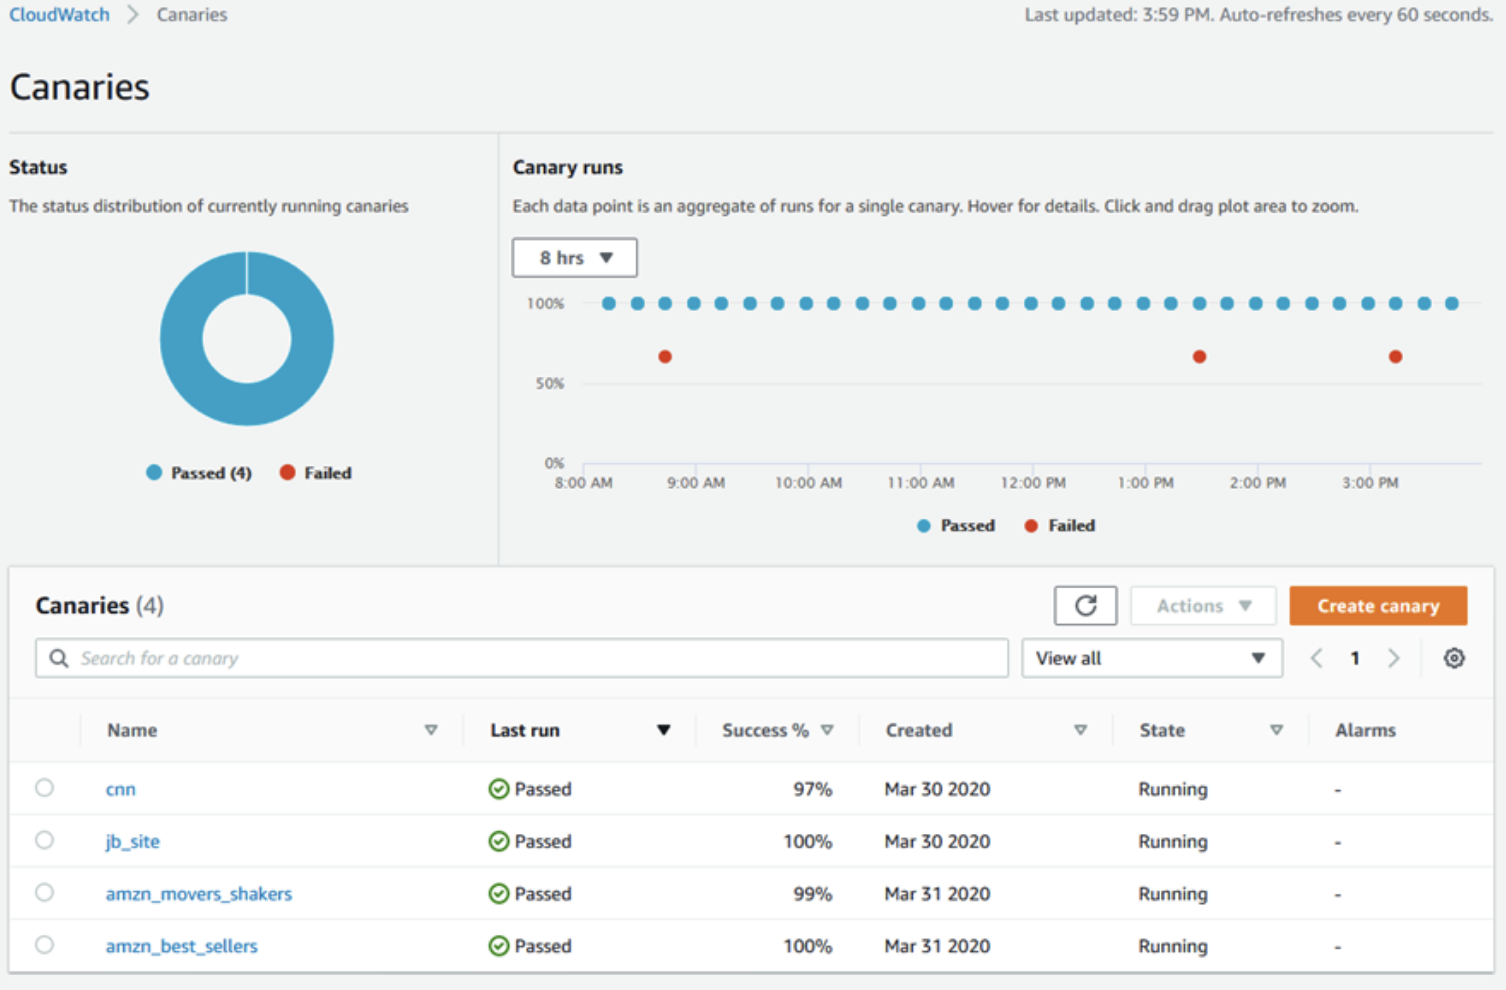 CloudWatch > Canaries
Last updated: 3:59 PM. Auto-refreshes every 60 seconds.
Canaries
Status
The status distribution of currently running canaries
Passed (4) Failed
Canary runs
Each data point is an aggregate of runs for a single canary. Hover for details. Click and drag plot area to zoom.
8 hrs
100%
50%
0%
8:00 AM 9:00 AM 10:00 AM 11:00 AM 12:00 PM 1:00 PM 2:00 PM 3:00 PM
Passed Failed
Canaries (4)
Actions
Create canary
Search for a canary
View all
1
Name Last run Success % Created State Alarms
cnn Passed 97% Mar 30 2020 Running -
jb_site Passed 100% Mar 30 2020 Running -
amzn_movers_shakers Passed 99% Mar 31 2020 Running -
amzn_best_sellers Passed 100% Mar 31 2020 Running -